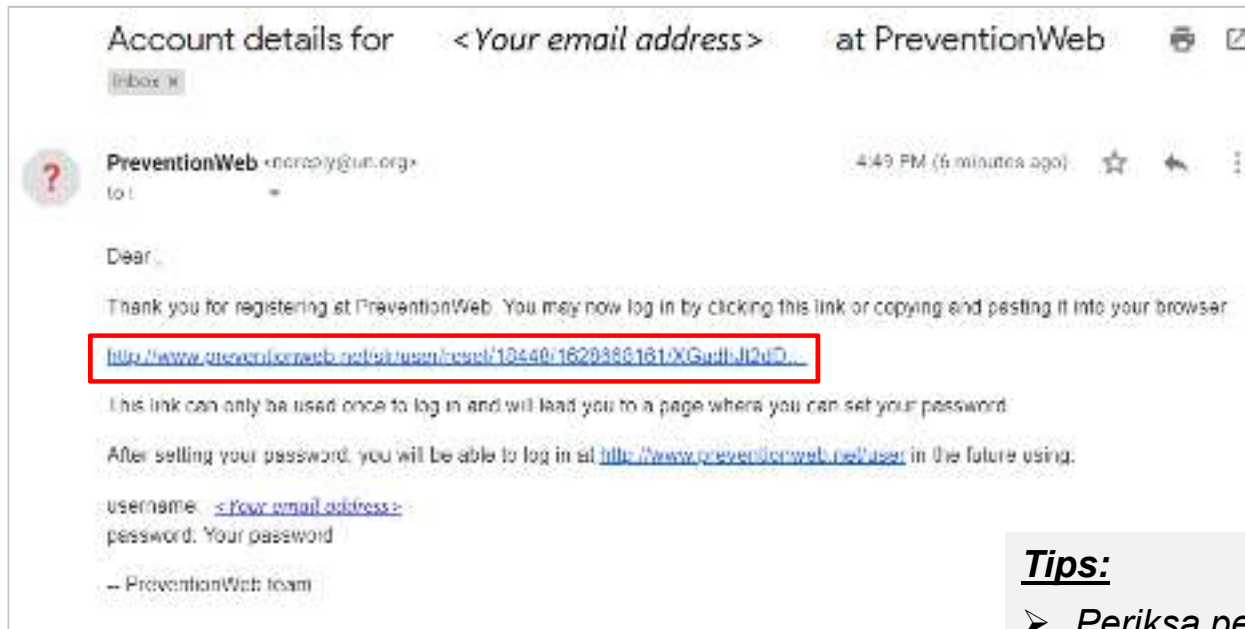 Account details for <Your email address> at PreventionWeb
Inbox x
PreventionWeb <noreply@un.org>
4:49 PM (6 minutes ago)
to
Dear
Thank you for registering at PreventionWeb. You may now log in by clicking this link or copying and pasting it into your browser
This link can only be used once to log in and will lead you to a page where you can set your password
After setting your password, you will be able to log in at http://www.preventionweb.net/user in the future using:
username: <Your email address>
password: Your password
-- PreventionWeb team
Tips:
➢ Periksa pe